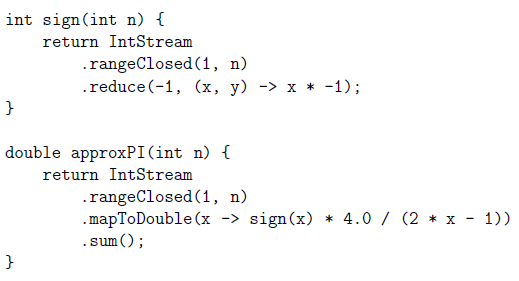 int sign(int n) {
    return IntStream
        .rangeClosed(1, n)
        .reduce(-1, (x, y) -> x * -1);
}

double approxPI(int n) {
    return IntStream
        .rangeClosed(1, n)
        .mapToDouble(x -> sign(x) * 4.0 / (2 * x - 1))
        .sum();
}